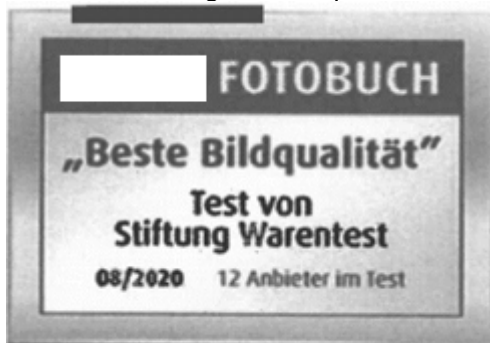 FOTOBUCH
„Beste Bildqualität”
Test von
Stiftung Warentest
08/2020 12 Anbieter im Test